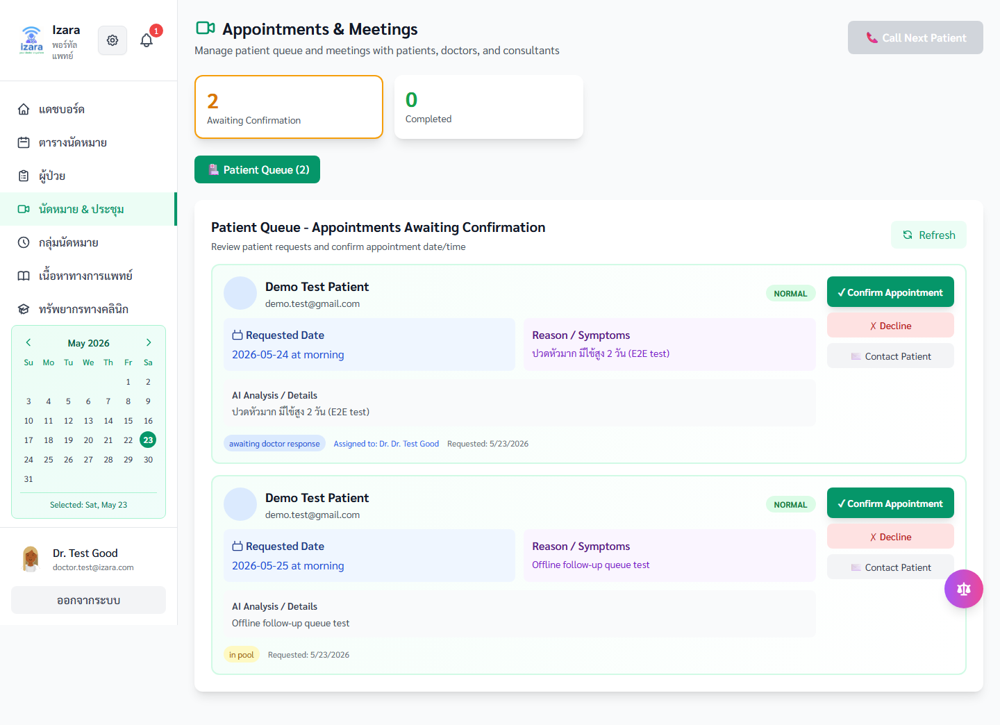 Izara
พอร์ทัล
แพทย์
izara
1
แดชบอร์ด
ตารางนัดหมาย
ผู้ป่วย
นัดหมาย & ประชุม
กลุ่มนัดหมาย
เนื้อหาทางการแพทย์
ทรัพยากรทางคลินิก
May 2026
Su Mo Tu We Th Fr Sa
1 2
3 4 5 6 7 8 9
10 11 12 13 14 15 16
17 18 19 20 21 22 23
24 25 26 27 28 29 30
31
Selected: Sat, May 23
Dr. Test Good
doctor.test@izara.com
ออกจากระบบ
Appointments & Meetings
Manage patient queue and meetings with patients, doctors, and consultants
Call Next Patient
2
Awaiting Confirmation
0
Completed
Patient Queue (2)
Patient Queue - Appointments Awaiting Confirmation
Review patient requests and confirm appointment date/time
Refresh
Demo Test Patient
demo.test@gmail.com
NORMAL
✓ Confirm Appointment
✗ Decline
Contact Patient
Requested Date
2026-05-24 at morning
Reason / Symptoms
ปวดหัวมาก มีไข้สูง 2 วัน (E2E test)
AI Analysis / Details
ปวดหัวมาก มีไข้สูง 2 วัน (E2E test)
awaiting doctor response
Assigned to: Dr. Dr. Test Good
Requested: 5/23/2026
Demo Test Patient
demo.test@gmail.com
NORMAL
✓ Confirm Appointment
✗ Decline
Contact Patient
Requested Date
2026-05-25 at morning
Reason / Symptoms
Offline follow-up queue test
AI Analysis / Details
Offline follow-up queue test
in pool
Requested: 5/23/2026